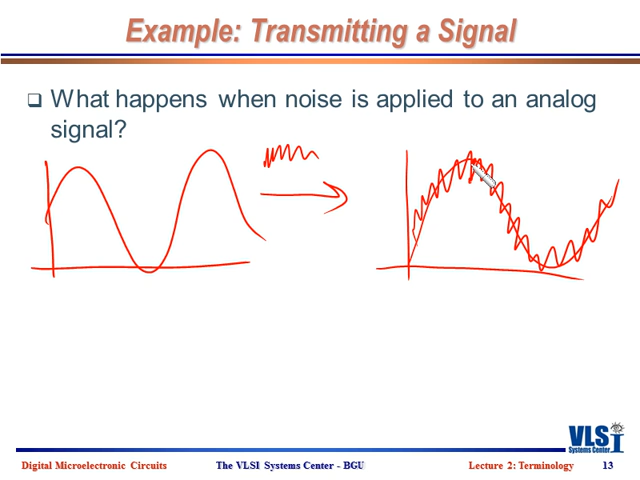 Example: Transmitting a Signal
What happens when noise is applied to an analog
signal?
VLSI
Systems Center
Digital Microelectronic Circuits
The VLSI Systems Center - BGU
Lecture 2: Terminology
13